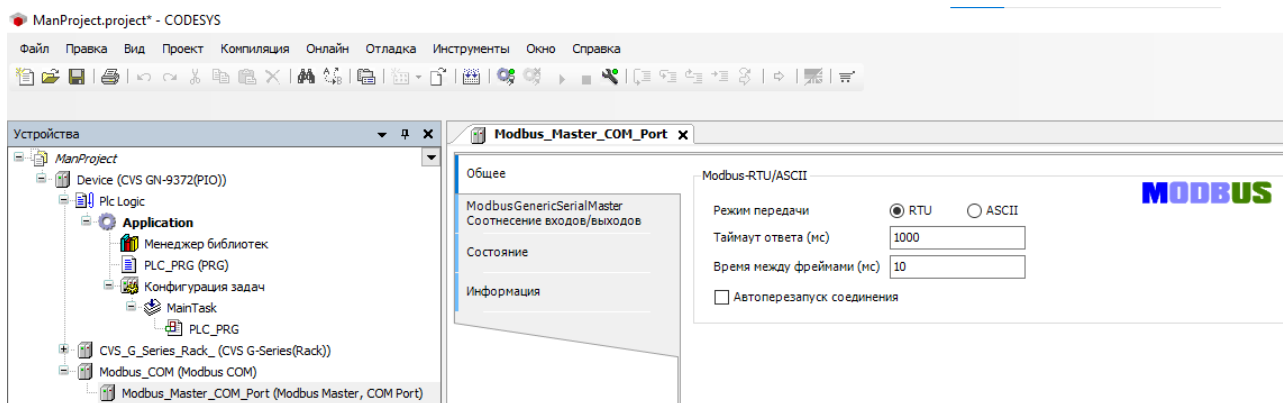 ManProject.project* - CODESYS
Файл Правка Вид Проект Компиляция Онлайн Отладка Инструменты Окно Справка
Устройства
ManProject
Device (CVS GN-9372(PIO))
Plc Logic
Application
Менеджер библиотек
PLC_PRG (PRG)
Конфигурация задач
MainTask
PLC_PRG
CVS_G_Series_Rack_ (CVS G-Series(Rack))
Modbus_COM (Modbus COM)
Modbus_Master_COM_Port (Modbus Master, COM Port)
Modbus_Master_COM_Port
Общее
ModbusGenericSerialMaster
Соотнесение входов/выходов
Состояние
Информация
Modbus-RTU/ASCII
MODBUS
Режим передачи RTU ASCII
Таймаут ответа (мс) 1000
Время между фреймами (мс) 10
Автоперезапуск соединения